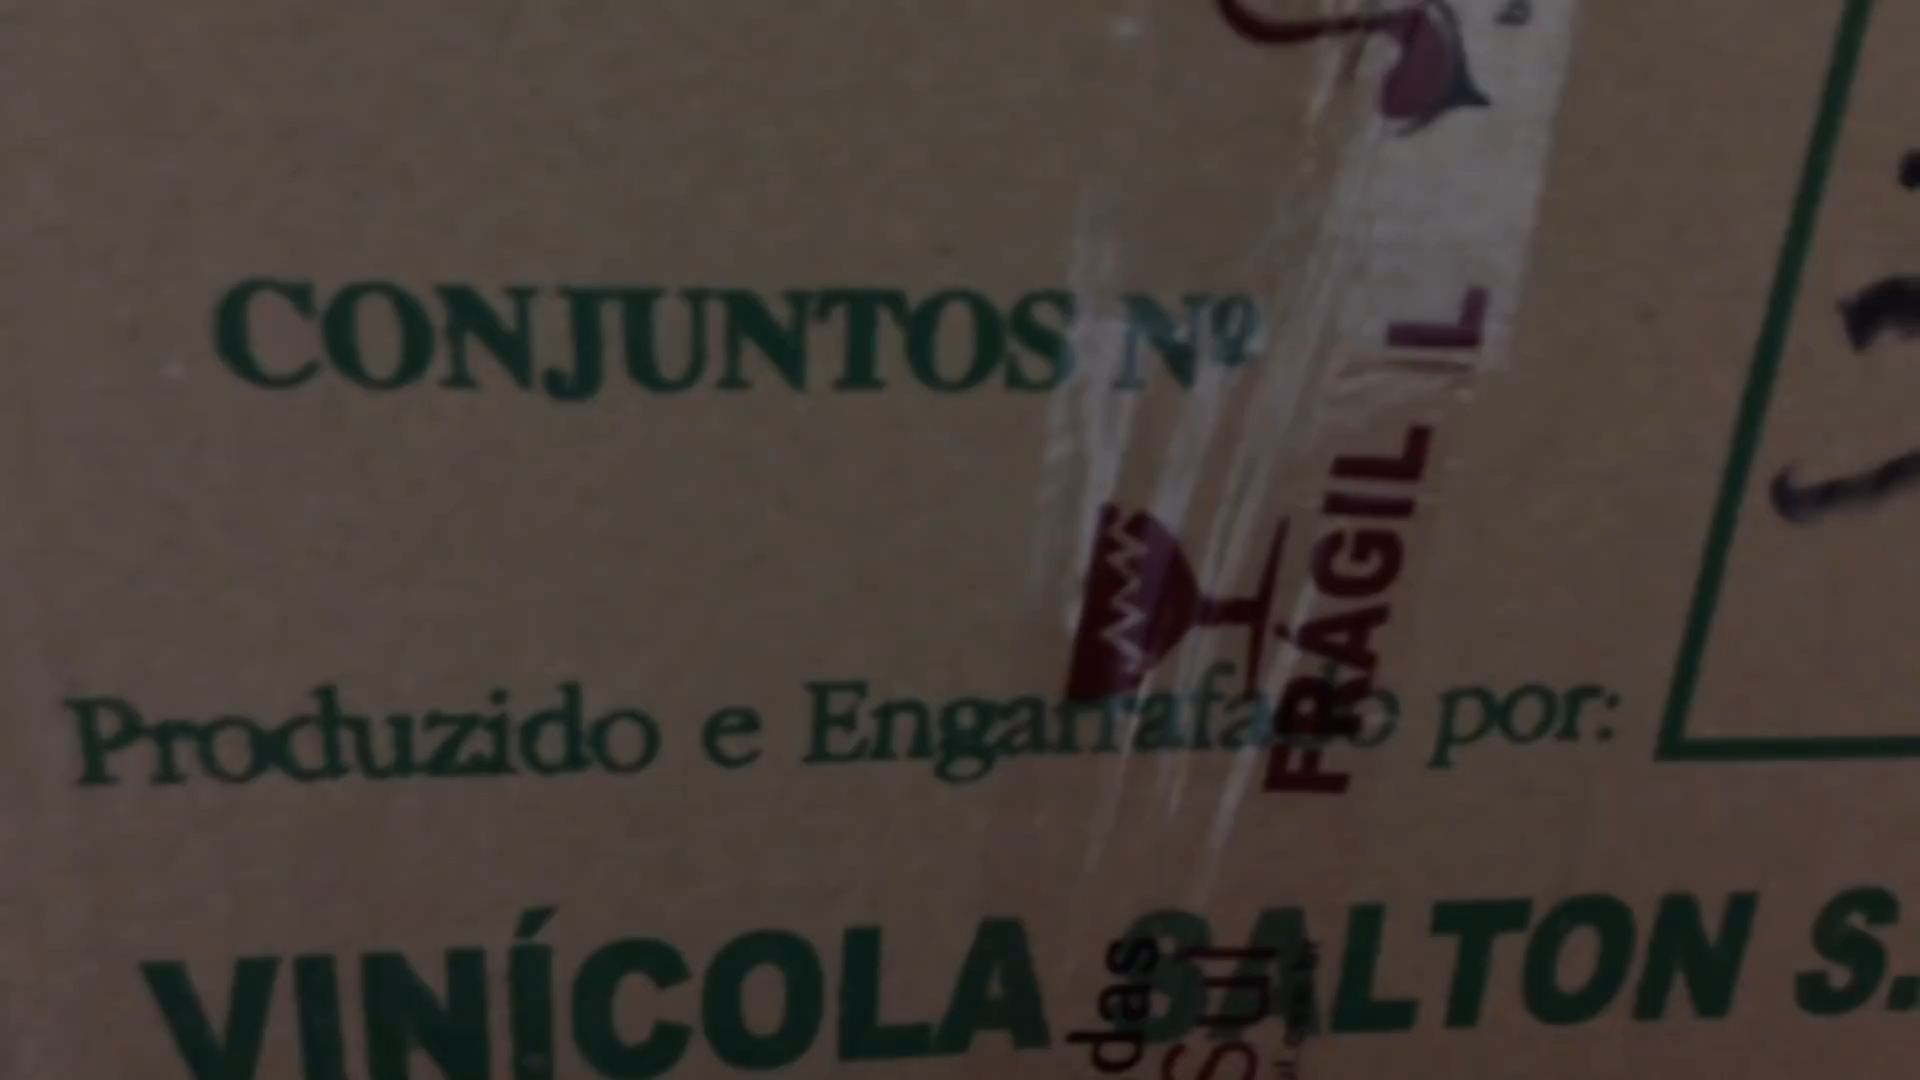 CONJUNTOS Nº
FRÁGIL
L
Produzido e Engarrafado por:
VINÍCOLA SALTON S.
das
Sul